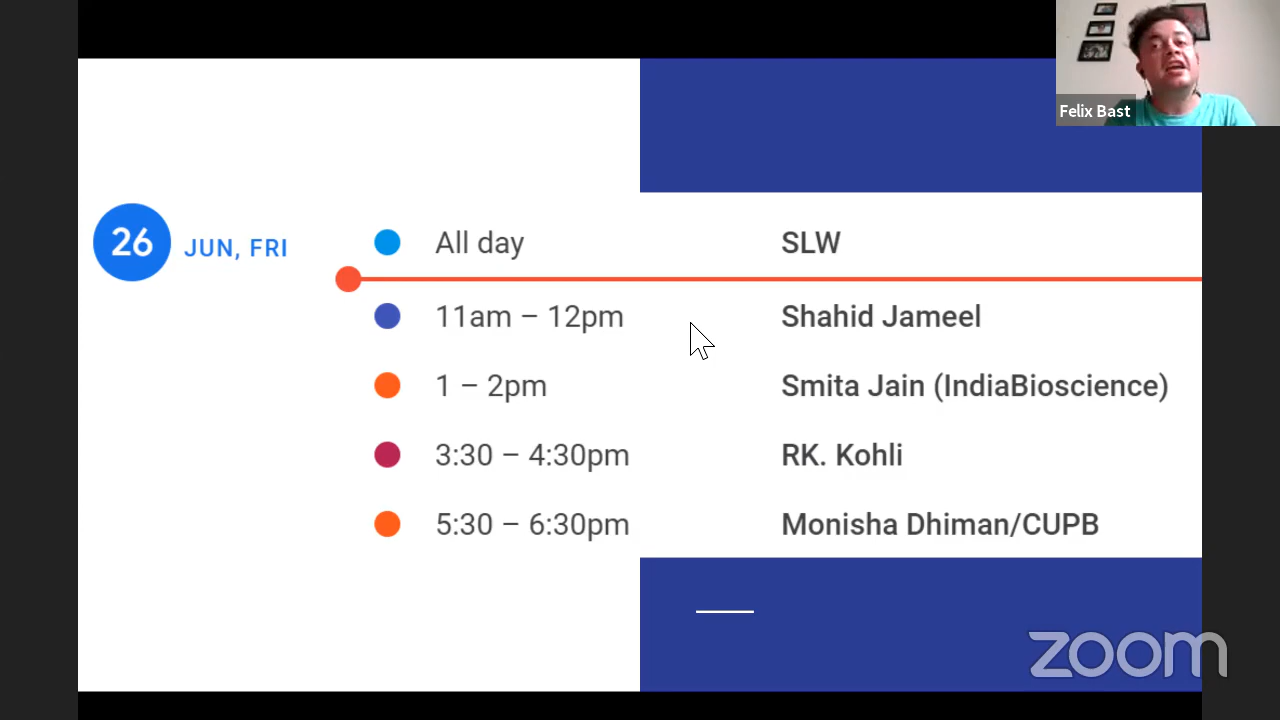 Felix Bast
26 JUN, FRI
All day SLW
11am – 12pm Shahid Jameel
1 – 2pm Smita Jain (IndiaBioscience)
3:30 – 4:30pm RK. Kohli
5:30 – 6:30pm Monisha Dhiman/CUPB
zoom